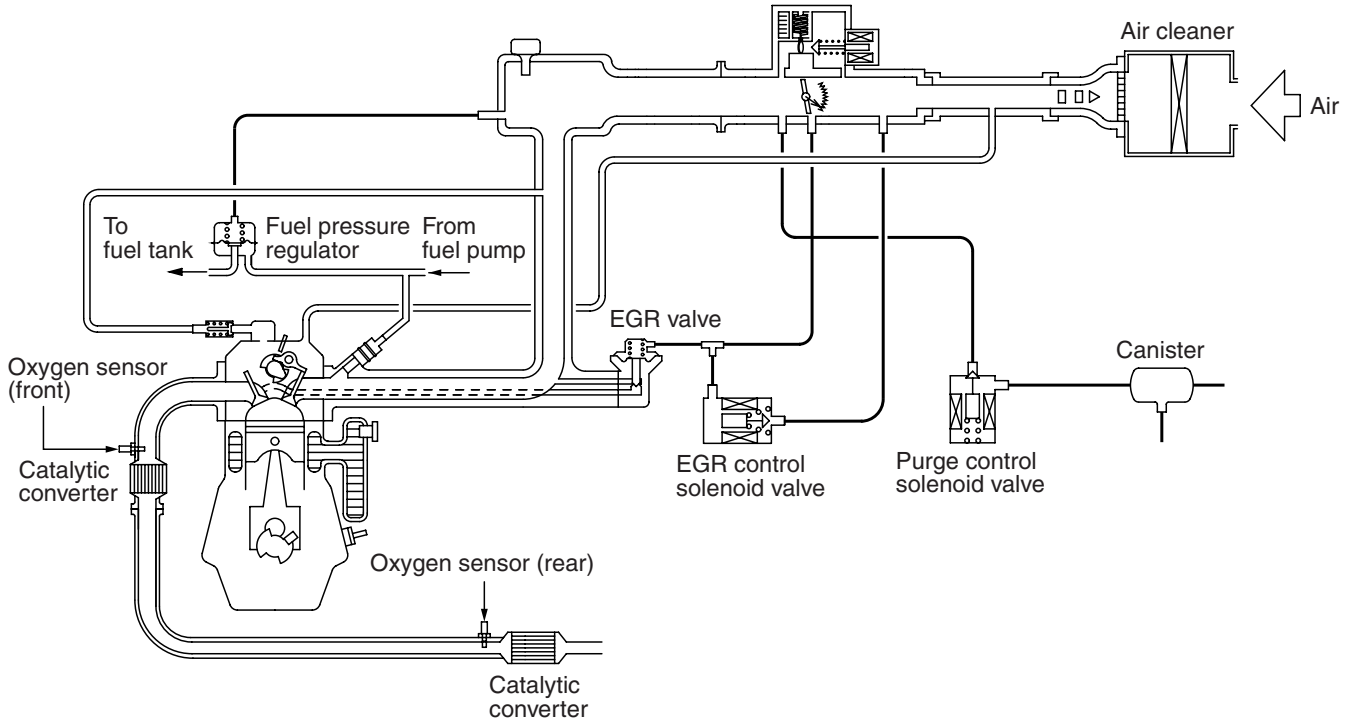 Air cleaner
Air
To
fuel tank
Fuel pressure
regulator
From
fuel pump
EGR valve
Canister
Oxygen sensor
(front)
Catalytic
converter
EGR control
solenoid valve
Purge control
solenoid valve
Oxygen sensor (rear)
Catalytic
converter